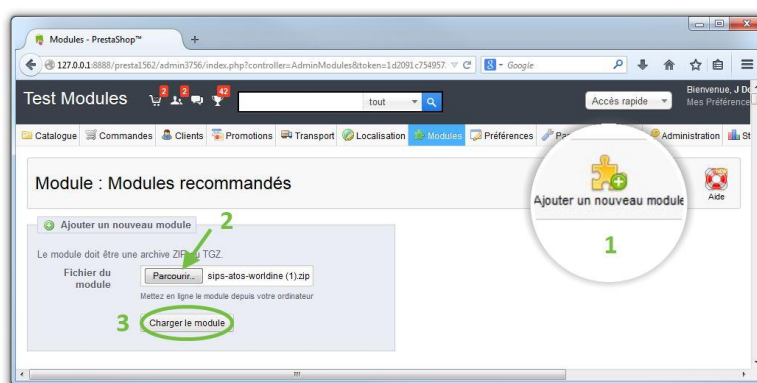 Modules - PrestaShop™
127.0.0.1:8888/presta1562/admin3756/index.php?controller=AdminModules&token=1d2091c754957
Google
Test Modules
2 2 42
tout
Accès rapide
Bienvenue, J Do
Mes Préférence
Catalogue Commandes Clients Promotions Transport Localisation Modules Préférences Pa Administration St
Module : Modules recommandés
Ajouter un nouveau module
1
Aide
Ajouter un nouveau module
2
Le module doit être une archive ZIP ou TGZ.
Fichier du module
Parcourir... sips-atos-worldine (1).zip
Mettez en ligne le module depuis votre ordinateur
3
Charger le module